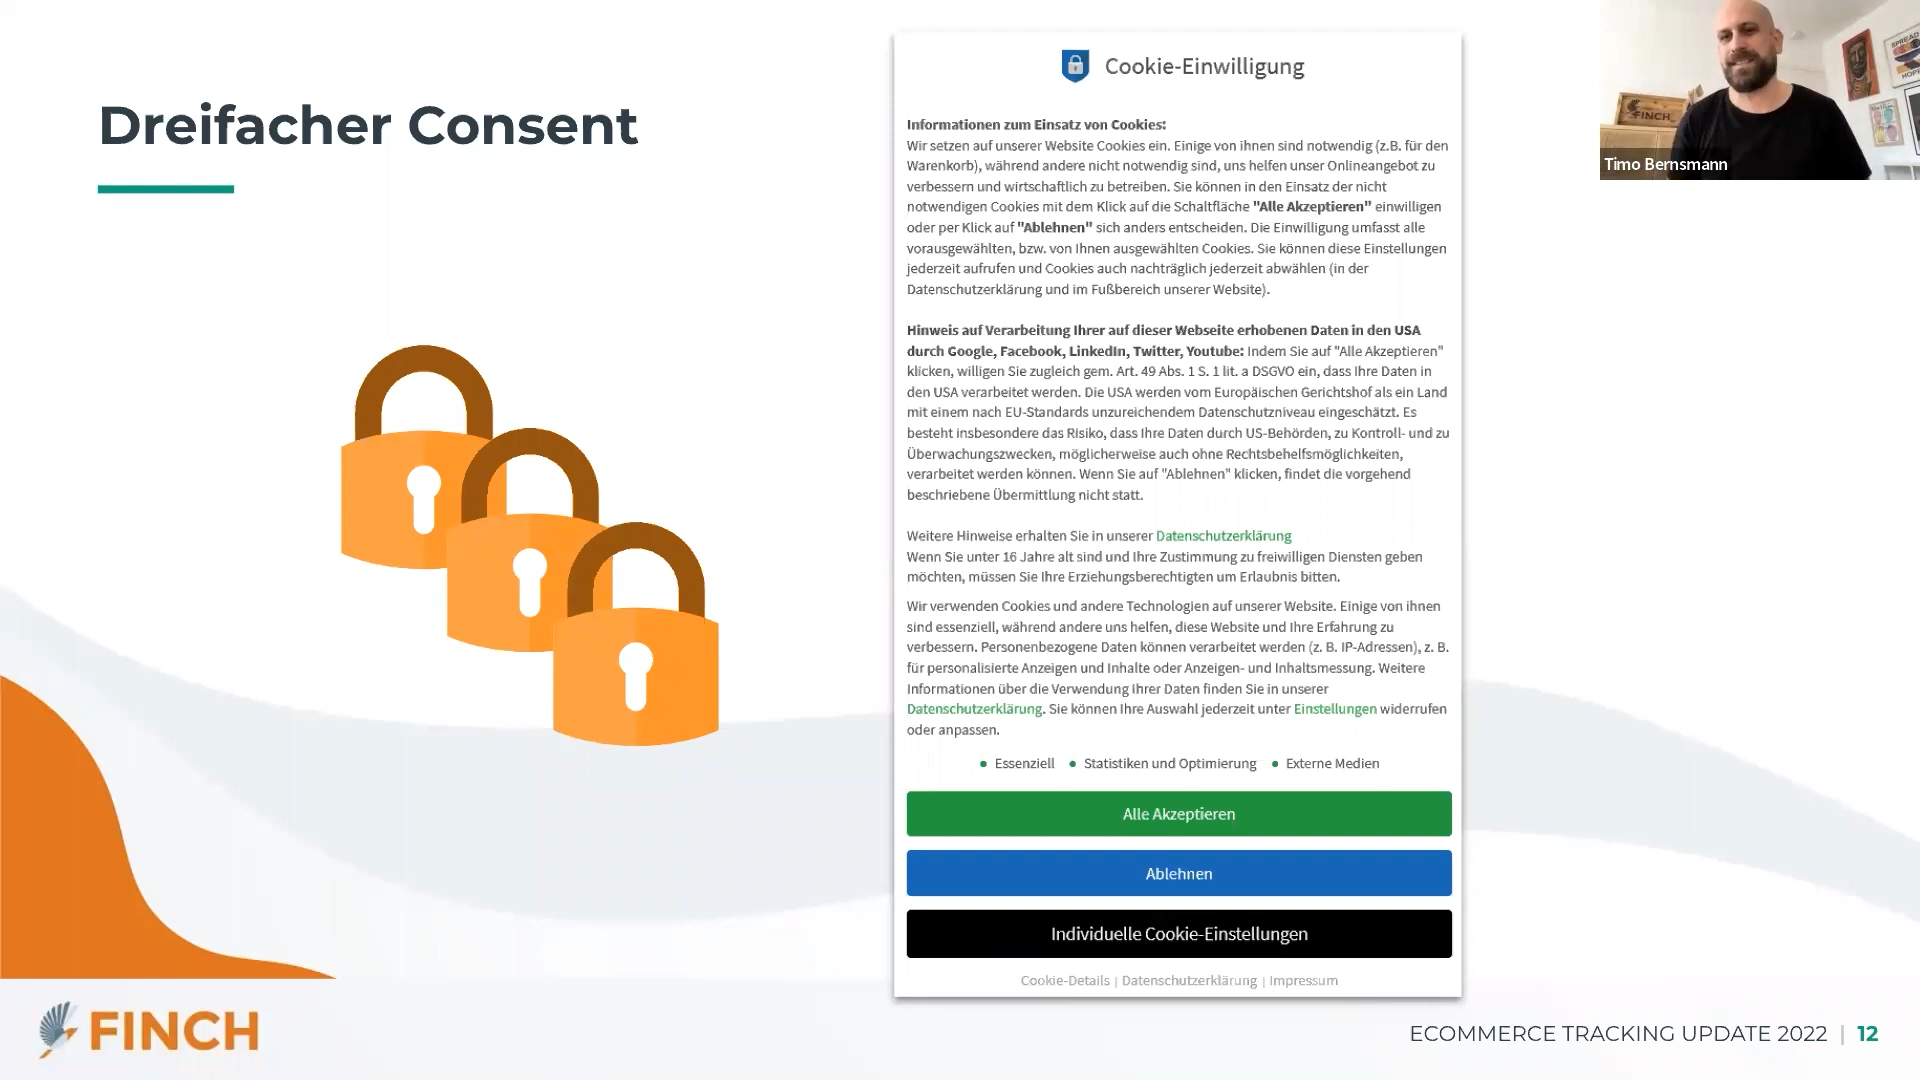 Dreifacher Consent
Cookie-Einwilligung
Informationen zum Einsatz von Cookies:
Wir setzen auf unserer Website Cookies ein. Einige von ihnen sind notwendig (z.B. für den
Warenkorb), während andere nicht notwendig sind, uns helfen unser Onlineangebot zu
verbessern und wirtschaftlich zu betreiben. Sie können in den Einsatz der nicht
notwendigen Cookies mit dem Klick auf die Schaltfläche "Alle Akzeptieren" einwilligen
oder per Klick auf "Ablehnen" sich anders entscheiden. Die Einwilligung umfasst alle
vorausgewählten, bzw. von Ihnen ausgewählten Cookies. Sie können diese Einstellungen
jederzeit aufrufen und Cookies auch nachträglich jederzeit abwählen (in der
Datenschutzerklärung und im Fußbereich unserer Website).
Hinweis auf Verarbeitung Ihrer auf dieser Webseite erhobenen Daten in den USA
durch Google, Facebook, LinkedIn, Twitter, Youtube: Indem Sie auf "Alle Akzeptieren"
klicken, willigen Sie zugleich gem. Art. 49 Abs. 1 S. 1 lit. a DSGVO ein, dass Ihre Daten in
den USA verarbeitet werden. Die USA werden vom Europäischen Gerichtshof als ein Land
mit einem nach EU-Standards unzureichendem Datenschutzniveau eingeschätzt. Es
besteht insbesondere das Risiko, dass Ihre Daten durch US-Behörden, zu Kontroll- und zu
Überwachungszwecken, möglicherweise auch ohne Rechtsbehelfsmöglichkeiten,
verarbeitet werden können. Wenn Sie auf "Ablehnen" klicken, findet die vorgehend
beschriebene Übermittlung nicht statt.
Weitere Hinweise erhalten Sie in unserer Datenschutzerklärung
Wenn Sie unter 16 Jahre alt sind und Ihre Zustimmung zu freiwilligen Diensten geben
möchten, müssen Sie Ihre Erziehungsberechtigten um Erlaubnis bitten.
Wir verwenden Cookies und andere Technologien auf unserer Website. Einige von ihnen
sind essenziell, während andere uns helfen, diese Website und Ihre Erfahrung zu
verbessern. Personenbezogene Daten können verarbeitet werden (z. B. IP-Adressen), z. B.
für personalisierte Anzeigen und Inhalte oder Anzeigen- und Inhaltsmessung. Weitere
Informationen über die Verwendung Ihrer Daten finden Sie in unserer
Datenschutzerklärung. Sie können Ihre Auswahl jederzeit unter Einstellungen widerrufen
oder anpassen.
• Essenziell • Statistiken und Optimierung • Externe Medien
Alle Akzeptieren
Ablehnen
Individuelle Cookie-Einstellungen
Cookie-Details | Datenschutzerklärung | Impressum
SPREAD
HOPE
FINCH
Timo Bernsmann
FINCH
ECOMMERCE TRACKING UPDATE 2022 | 12